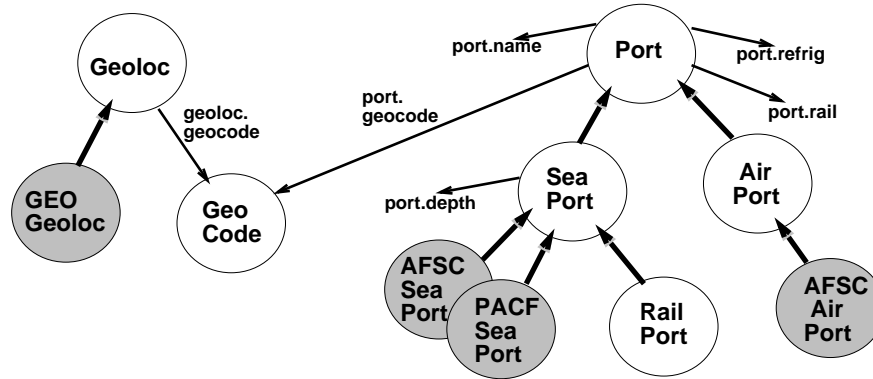 Geoloc
geoloc.
geocode
GEO
Geoloc
Geo
Code
port.name
Port
port.refrig
port.
geocode
port.rail
Sea
Port
port.depth
Air
Port
AFSC
Sea
Port
PACF
Sea
Port
Rail
Port
AFSC
Air
Port